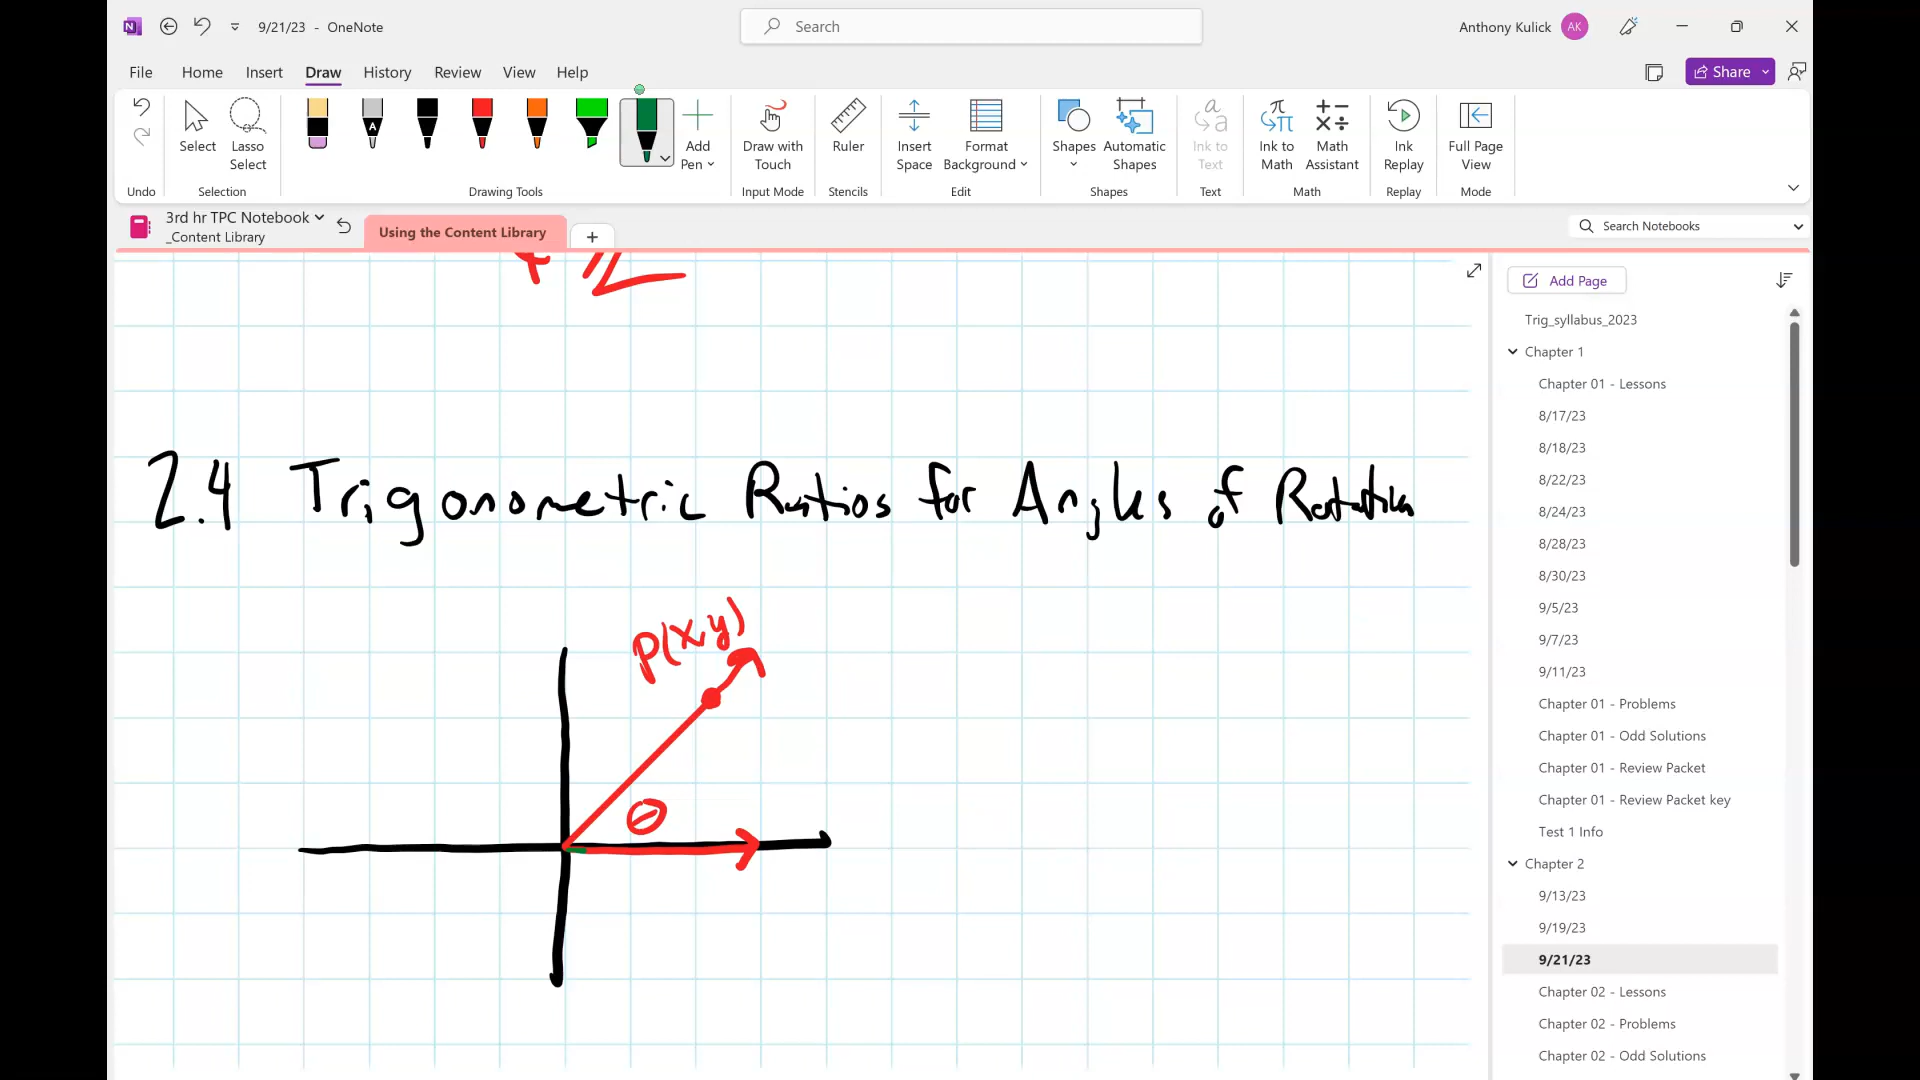 9/21/23 - OneNote
Search
Anthony Kulick
AK
File Home Insert Draw History Review View Help
Share
A
Undo
Select
Lasso Select
Selection
Drawing Tools
Add Pen
Draw with Touch
Input Mode
Ruler
Stencils
Insert Space
Format Background
Edit
Shapes
Automatic Shapes
Shapes
Ink to Text
Text
Ink to Math
Math Assistant
Math
Ink Replay
Replay
Full Page View
Mode
3rd hr TPC Notebook
_Content Library
Using the Content Library
Search Notebooks
2.4 Trigonometric Ratios for Angles of Rotation
P(x,y)
θ
Add Page
Trig_syllabus_2023
Chapter 1
Chapter 01 - Lessons
8/17/23
8/18/23
8/22/23
8/24/23
8/28/23
8/30/23
9/5/23
9/7/23
9/11/23
Chapter 01 - Problems
Chapter 01 - Odd Solutions
Chapter 01 - Review Packet
Chapter 01 - Review Packet key
Test 1 Info
Chapter 2
9/13/23
9/19/23
9/21/23
Chapter 02 - Lessons
Chapter 02 - Problems
Chapter 02 - Odd Solutions